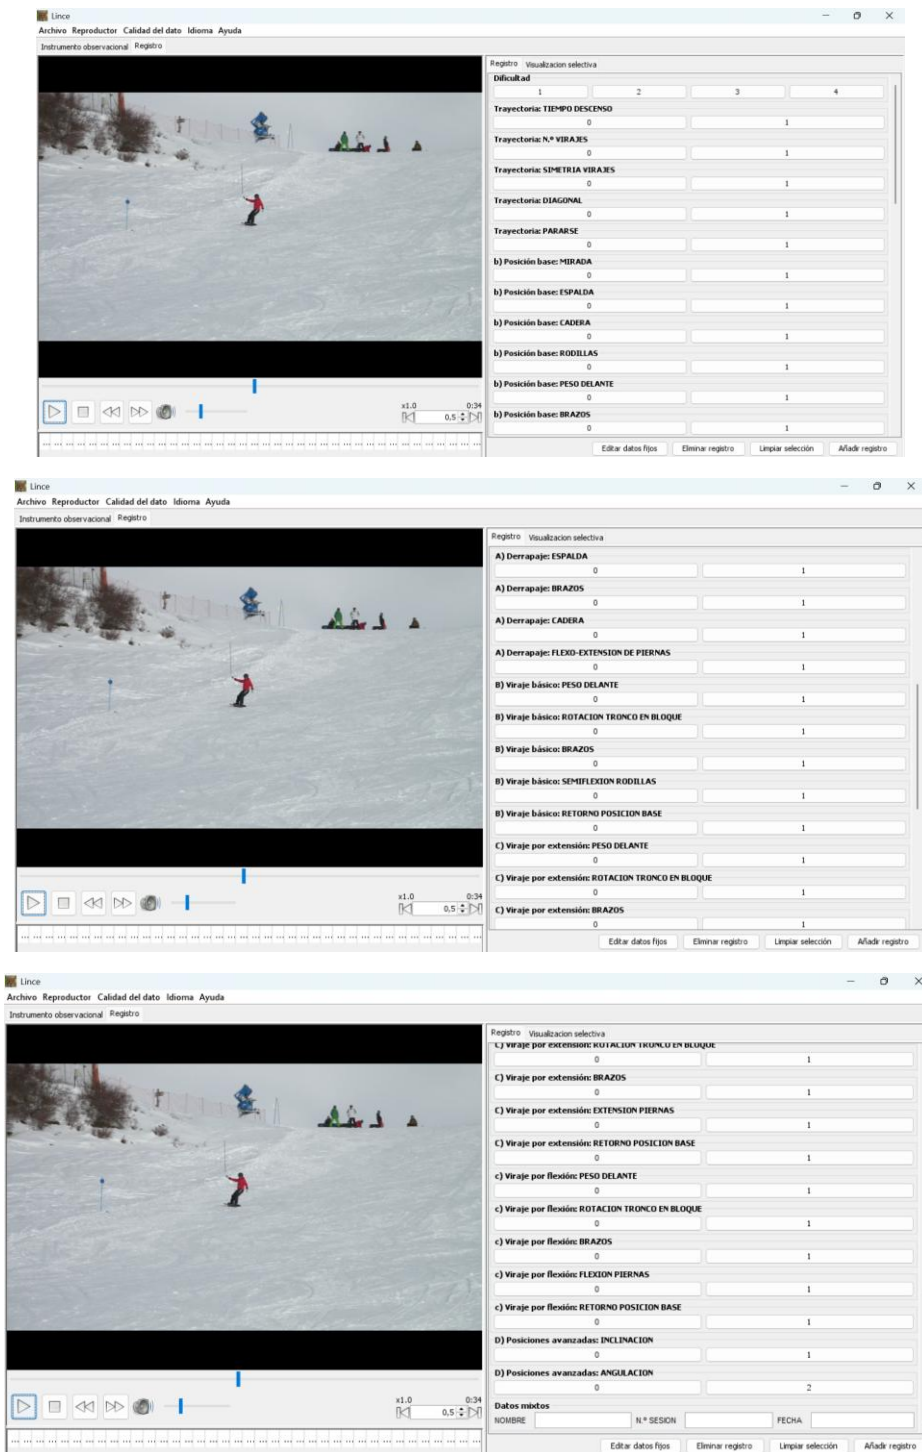 Lince
Archivo Reproductor Calidad del dato Idioma Ayuda
Instrumento observacional Registro
Registro Visualizacion selectiva
Dificultad
1 2 3 4
Trayectoria: TIEMPO DESCENSO
0 1
Trayectoria: N.º VIRAJES
0 1
Trayectoria: SIMETRIA VIRAJES
0 1
Trayectoria: DIAGONAL
0 1
Trayectoria: PARARSE
0 1
b) Posición base: MIRADA
0 1
b) Posición base: ESPALDA
0 1
b) Posición base: CADERA
0 1
b) Posición base: RODILLAS
0 1
b) Posición base: PESO DELANTE
0 1
b) Posición base: BRAZOS
0 1
x1.0 0:34
0,5
Editar datos fijos Eliminar registro Limpiar selección Añadir registro
Lince
Archivo Reproductor Calidad del dato Idioma Ayuda
Instrumento observacional Registro
Registro Visualizacion selectiva
A) Derrapaje: ESPALDA
0 1
A) Derrapaje: BRAZOS
0 1
A) Derrapaje: CADERA
0 1
A) Derrapaje: FLEXO-EXTENSION DE PIERNAS
0 1
B) Viraje básico: PESO DELANTE
0 1
B) Viraje básico: ROTACION TRONCO EN BLOQUE
0 1
B) Viraje básico: BRAZOS
0 1
B) Viraje básico: SEMIFLEXION RODILLAS
0 1
B) Viraje básico: RETORNO POSICION BASE
0 1
C) Viraje por extensión: PESO DELANTE
0 1
C) Viraje por extensión: ROTACION TRONCO EN BLOQUE
0 1
C) Viraje por extensión: BRAZOS
0 1
x1.0 0:34
0,5
Editar datos fijos Eliminar registro Limpiar selección Añadir registro
Lince
Archivo Reproductor Calidad del dato Idioma Ayuda
Instrumento observacional Registro
Registro Visualizacion selectiva
C) Viraje por extensión: ROTACION TRONCO EN BLOQUE
0 1
C) Viraje por extensión: BRAZOS
0 1
C) Viraje por extensión: EXTENSION PIERNAS
0 1
C) Viraje por extensión: RETORNO POSICION BASE
0 1
c) Viraje por flexión: PESO DELANTE
0 1
c) Viraje por flexión: ROTACION TRONCO EN BLOQUE
0 1
c) Viraje por flexión: BRAZOS
0 1
c) Viraje por flexión: FLEXION PIERNAS
0 1
c) Viraje por flexión: RETORNO POSICION BASE
0 1
D) Posiciones avanzadas: INCLINACION
0 1
D) Posiciones avanzadas: ANGULACION
0 2
Datos mixtos
NOMBRE N.º SESION FECHA
x1.0 0:34
0,5
Editar datos fijos Eliminar registro Limpiar selección Añadir registro